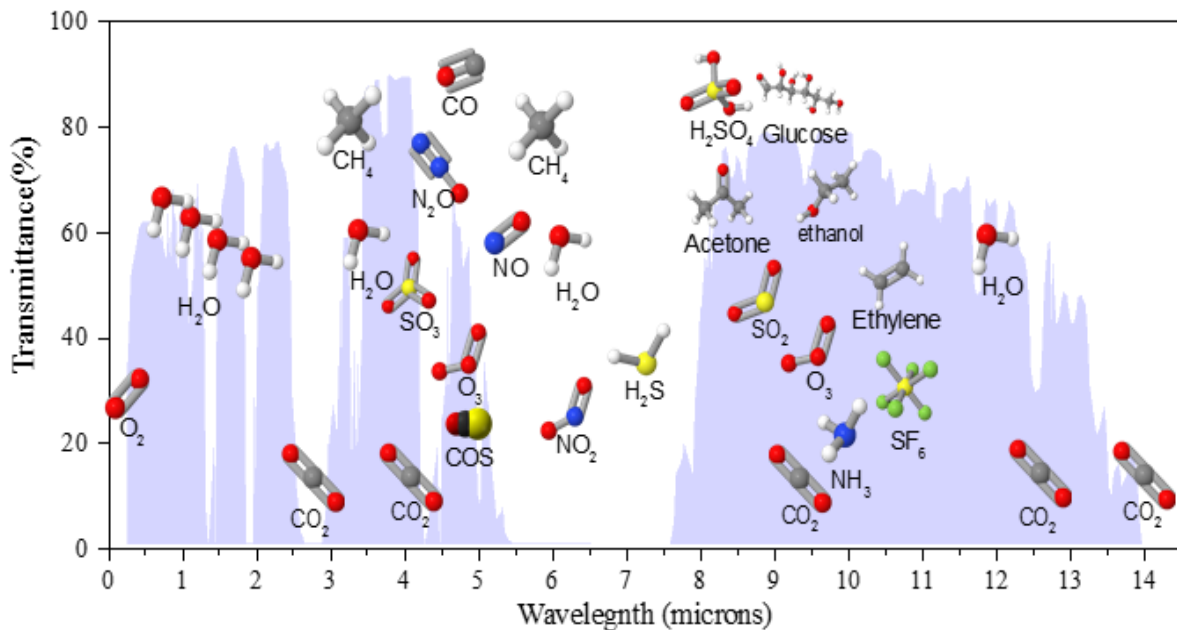 100
80
60
40
20
0
Transmittance(%)
CO
CH₄
CH₄
N₂O
H₂SO₄
Glucose
Acetone
ethanol
H₂O
H₂O
NO
H₂O
H₂O
SO₃
SO₂
Ethylene
O₂
O₃
H₂S
O₃
COS
NO₂
NH₃
SF₆
CO₂
CO₂
CO₂
CO₂
CO₂
0 1 2 3 4 5 6 7 8 9 10 11 12 13 14
Wavelegnth (microns)